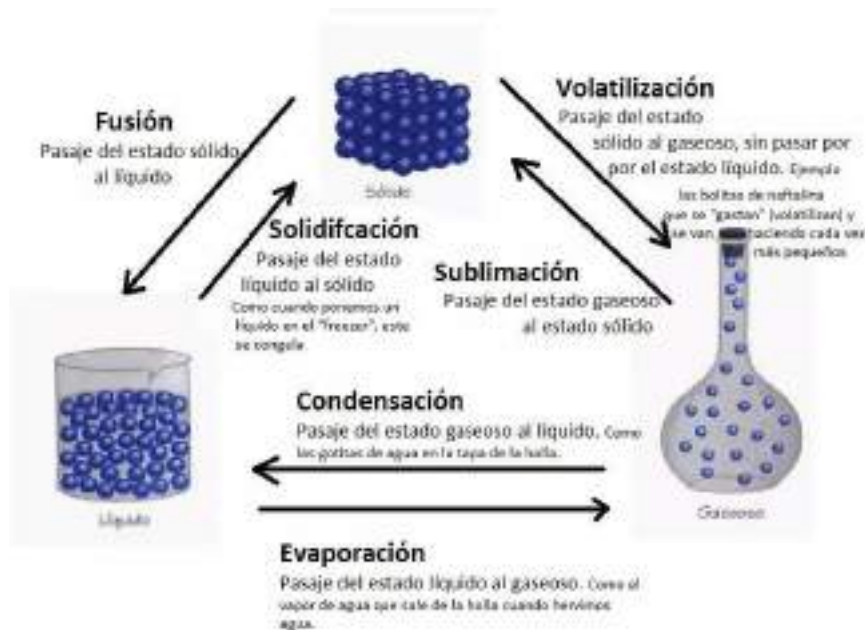 Fusión
Pasaje del estado sólido
al líquido
Sólido
Volatilización
Pasaje del estado
sólido al gaseoso, sin pasar por
por el estado líquido. Ejemplo
las bolitas de naftalina
que se "gastan" (volatilizan) y
se van haciendo cada vez
más pequeños
Solidifcación
Pasaje del estado
líquido al sólido
Como cuando ponemos un
líquido en el "freezer", este
se congela
Sublimación
Pasaje del estado gaseoso
al estado sólido
Líquido
Condensación
Pasaje del estado gaseoso al líquido. Como
las gotitas de agua en la tapa de la holla.
Gaseoso
Evaporación
Pasaje del estado líquido al gaseoso. Como el
vapor de agua que sale de la holla cuando hervimos
agua.